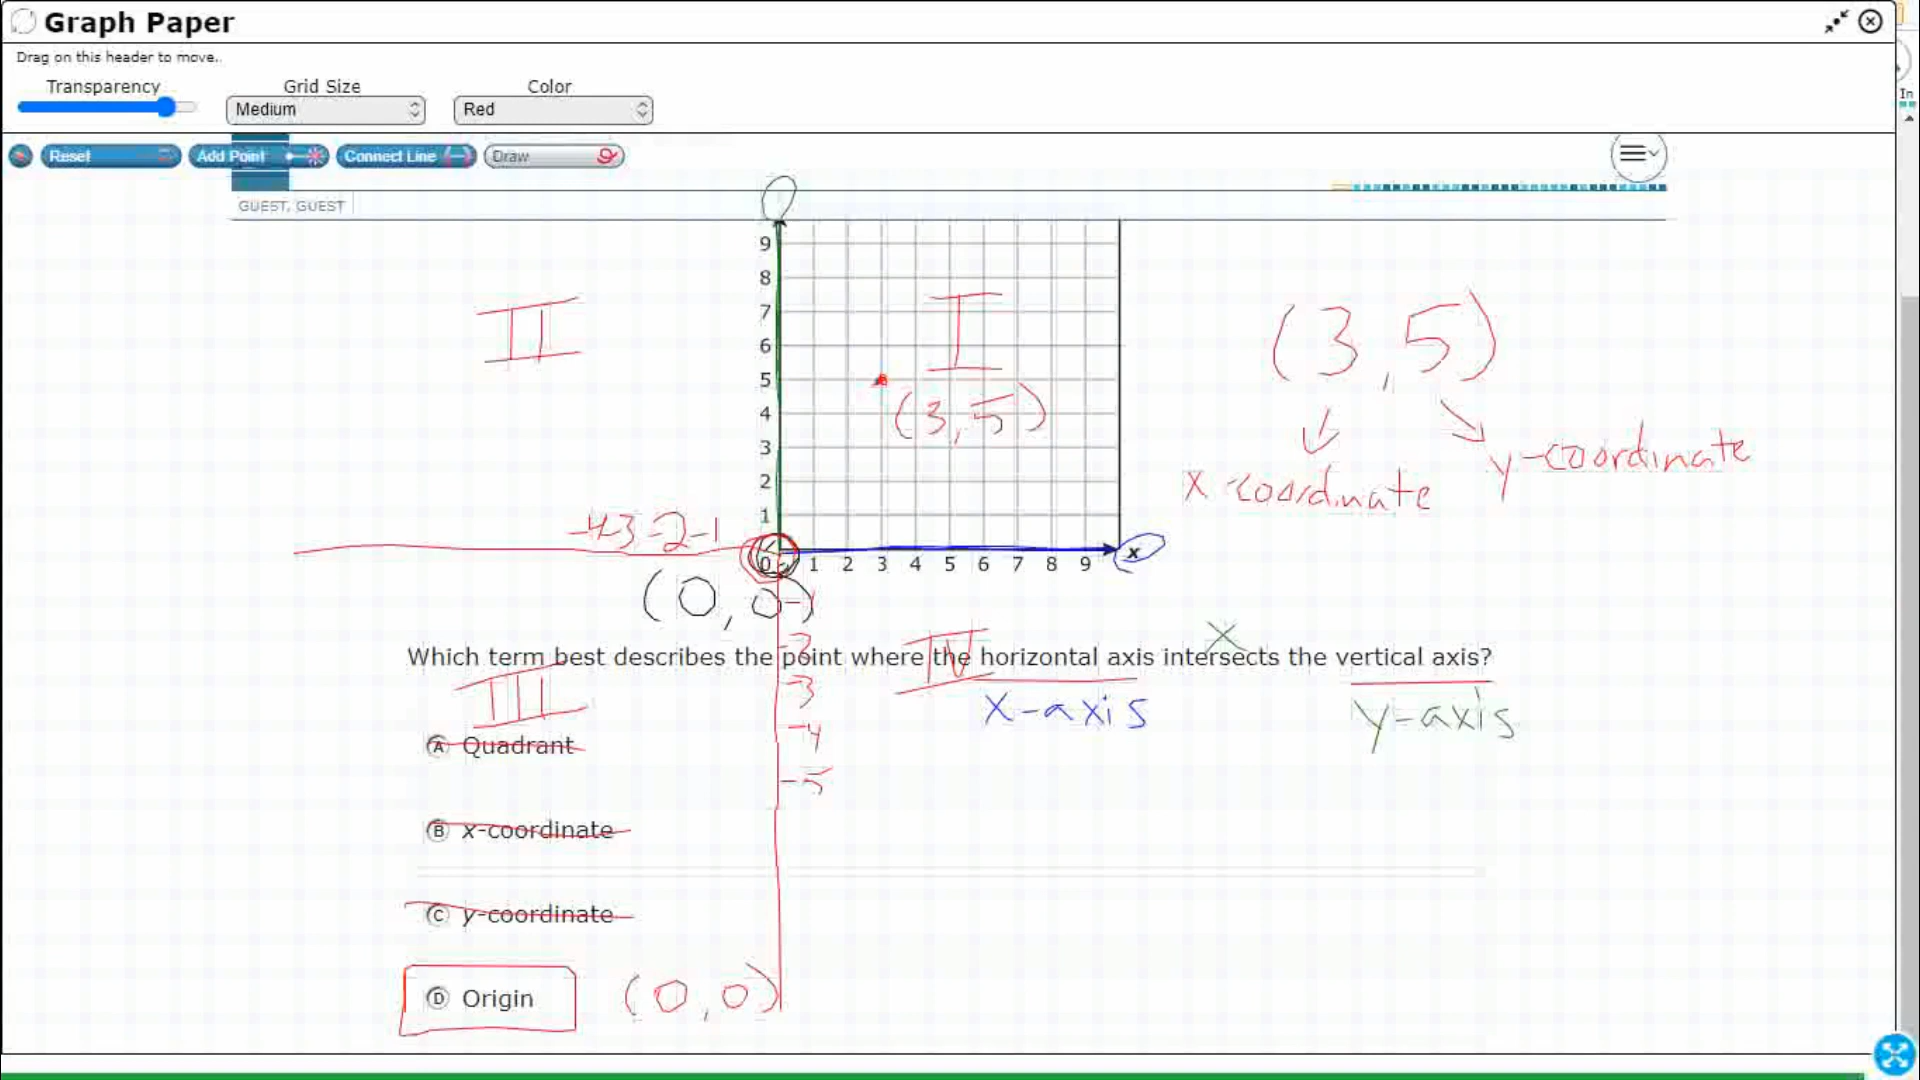 Graph Paper
Drag on this header to move..
Transparency Grid Size Color
Medium Red
In
Reset Add Point Connect Line Draw
GUEST, GUEST
9
8
7
6
5
4
3
2
1
0 1 2 3 4 5 6 7 8 9 x
II
I
(3,5)
(3,5)
x-coordinate
y-coordinate
-4-3-2-1
(0,0)
-1
-2
-3
-4
-5
IV
X
Which term best describes the point where the horizontal axis intersects the vertical axis?
III
x-axis
y-axis
A Quadrant
B x-coordinate
C y-coordinate
D Origin (0,0)